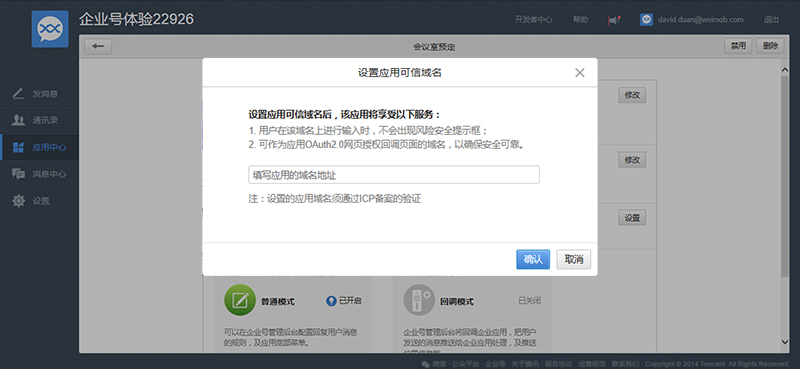 企业号体验22926
开发者中心 帮助 david.duan@weimob.com 退出
会议室预定 禁用 删除
设置应用可信域名
发消息
通讯录
应用中心
消息中心
设置
修改
修改
设置
设置应用可信域名后，该应用将享受以下服务：
1. 用户在该域名上进行输入时，不会出现风险安全提示框；
2. 可作为应用OAuth2.0网页授权回调页面的域名，以确保安全可靠。
填写应用的域名地址
注：设置的应用域名须通过ICP备案的验证
确认 取消
普通模式 已开启
可以在企业号管理后台配置回复用户消息
的规则，及应用底部菜单。
回调模式 已关闭
企业号管理后台将回调企业应用，把用户
发送的消息推送给企业应用处理，及推送
微信 公众平台 企业号 关于腾讯 服务协议 运营规范 联系我们 Copyright © 2014 Tencent. All Rights Reserved.